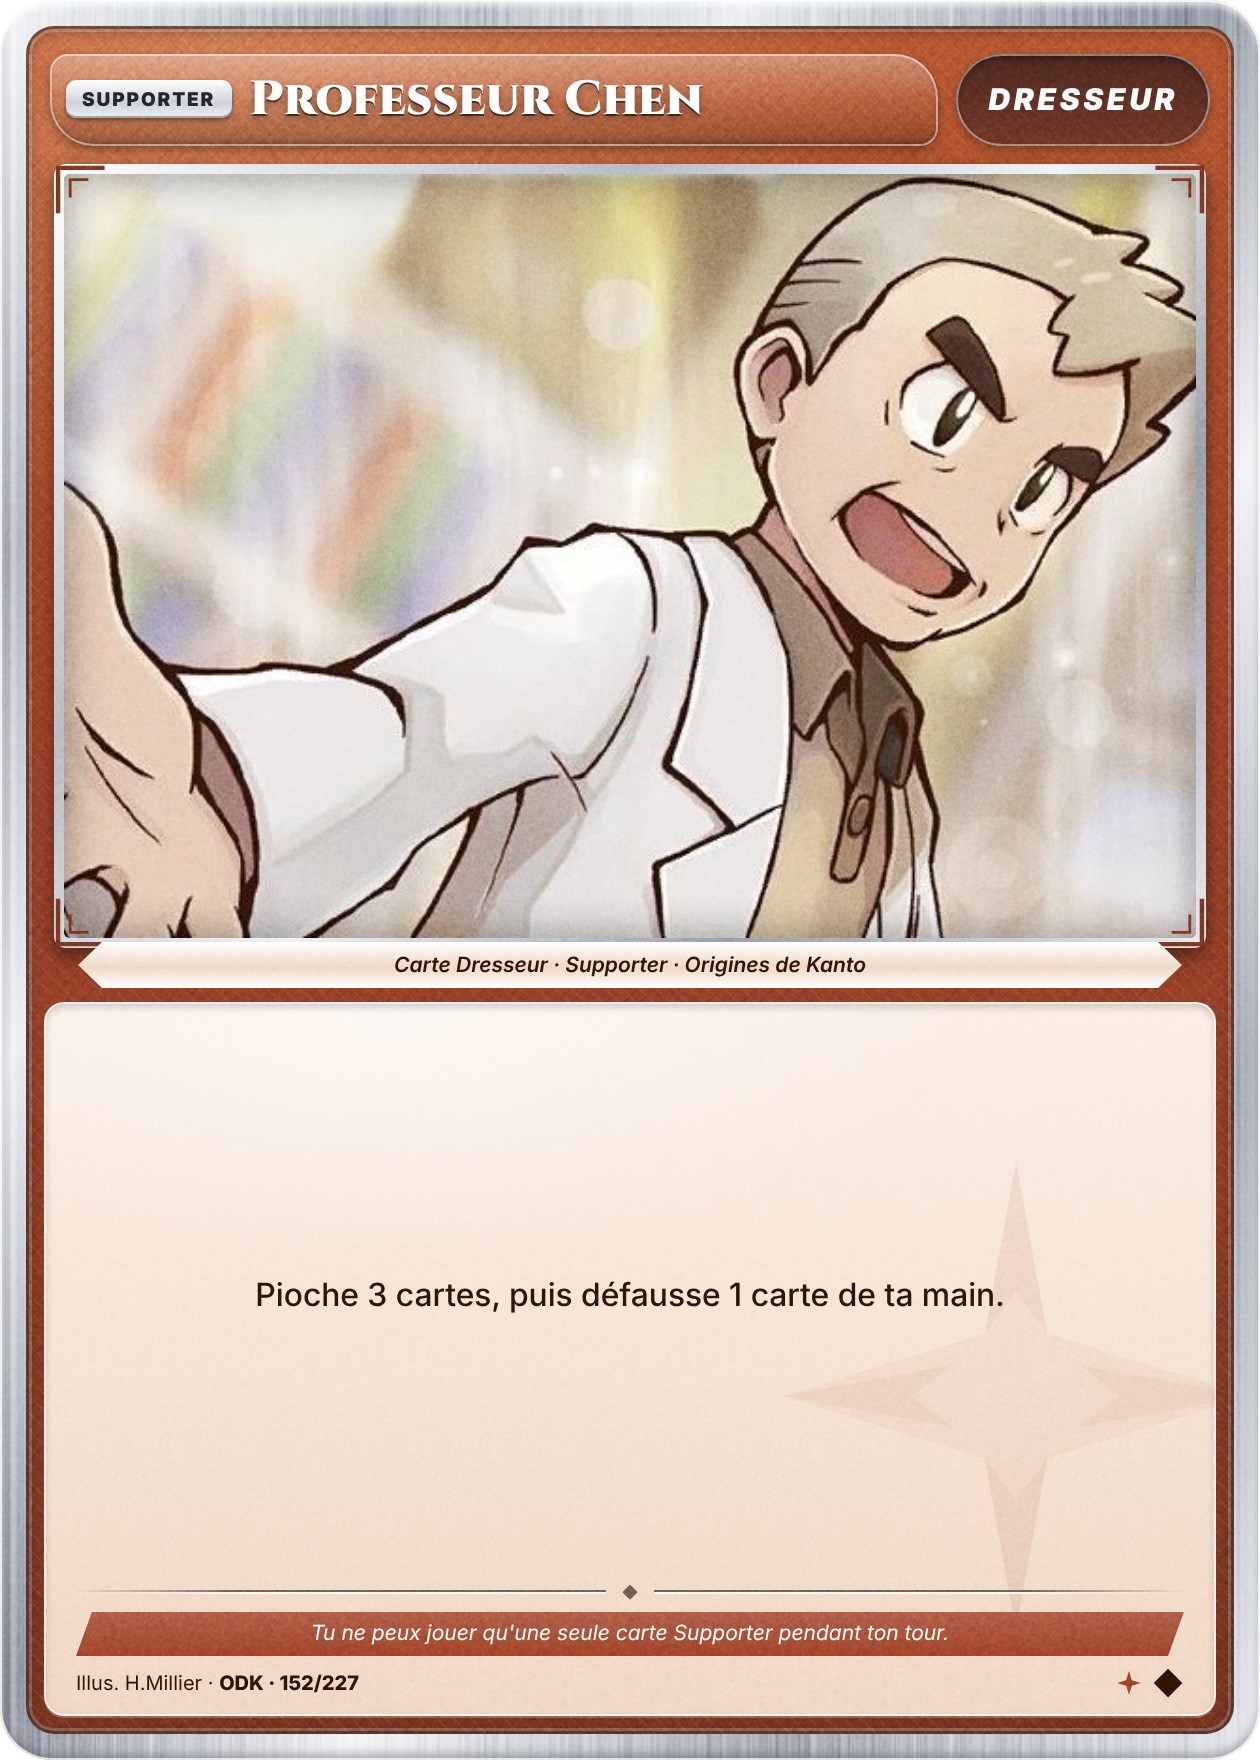 SUPPORTER PROFESSEUR CHEN DRESSEUR
Carte Dresseur · Supporter · Origines de Kanto
Pioche 3 cartes, puis défausse 1 carte de ta main.
Tu ne peux jouer qu'une seule carte Supporter pendant ton tour.
Illus. H.Millier · ODK · 152/227